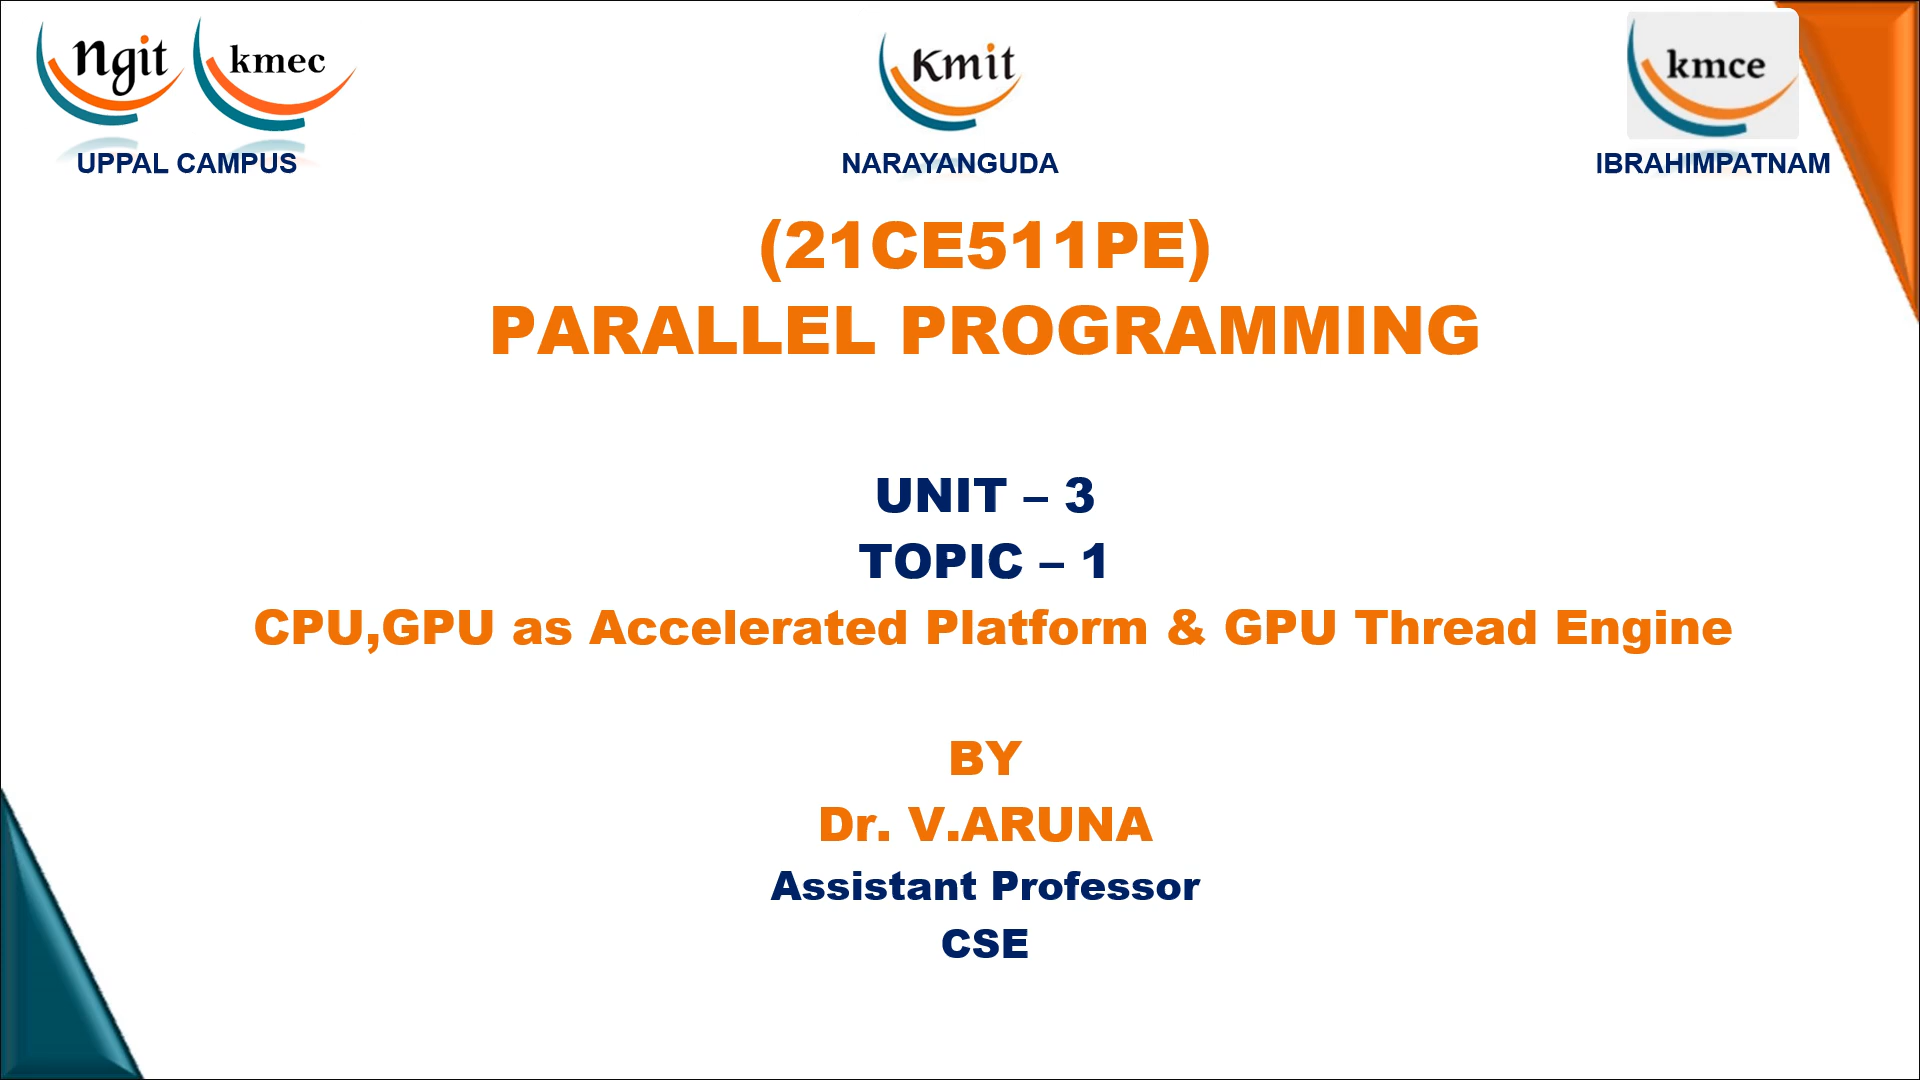 ngit kmec Kmit kmce
UPPAL CAMPUS NARAYANGUDA IBRAHIMPATNAM
(21CE511PE)
PARALLEL PROGRAMMING
UNIT – 3
TOPIC – 1
CPU,GPU as Accelerated Platform & GPU Thread Engine
BY
Dr. V.ARUNA
Assistant Professor
CSE